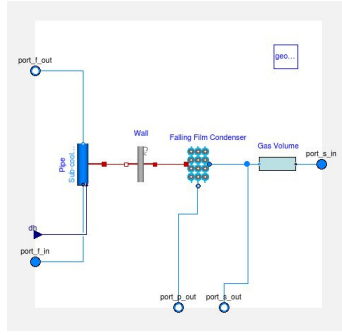 geo...
port_f_out
Wall
Falling Film Condenser
Gas Volume
port_s_in
Pipe
Sub-cool...
db
port_f_in
port_p_out
port_s_out